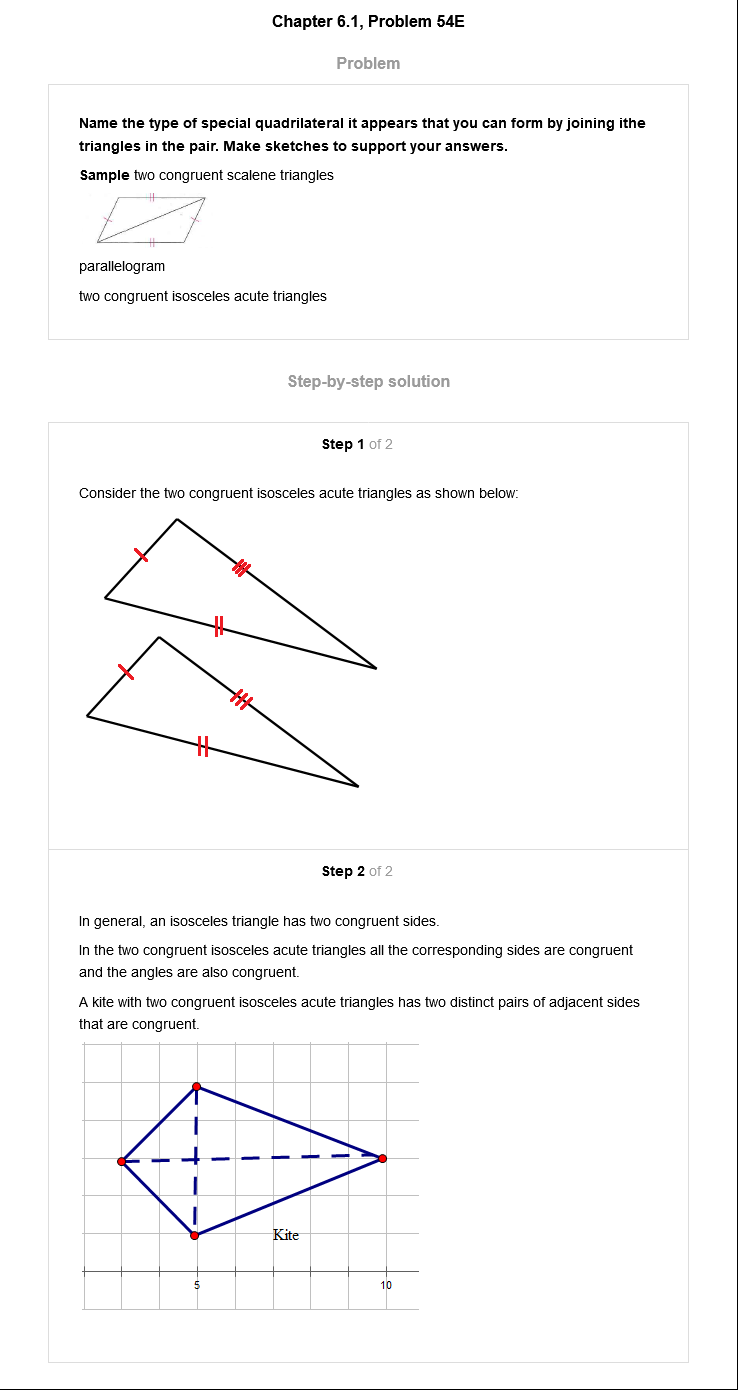 Chapter 6.1, Problem 54E
Problem
Name the type of special quadrilateral it appears that you can form by joining ithe
triangles in the pair. Make sketches to support your answers.
Sample two congruent scalene triangles
parallelogram
two congruent isosceles acute triangles
Step-by-step solution
Step 1 of 2
Consider the two congruent isosceles acute triangles as shown below:
Step 2 of 2
In general, an isosceles triangle has two congruent sides.
In the two congruent isosceles acute triangles all the corresponding sides are congruent
and the angles are also congruent.
A kite with two congruent isosceles acute triangles has two distinct pairs of adjacent sides
that are congruent.
Kite
5 10